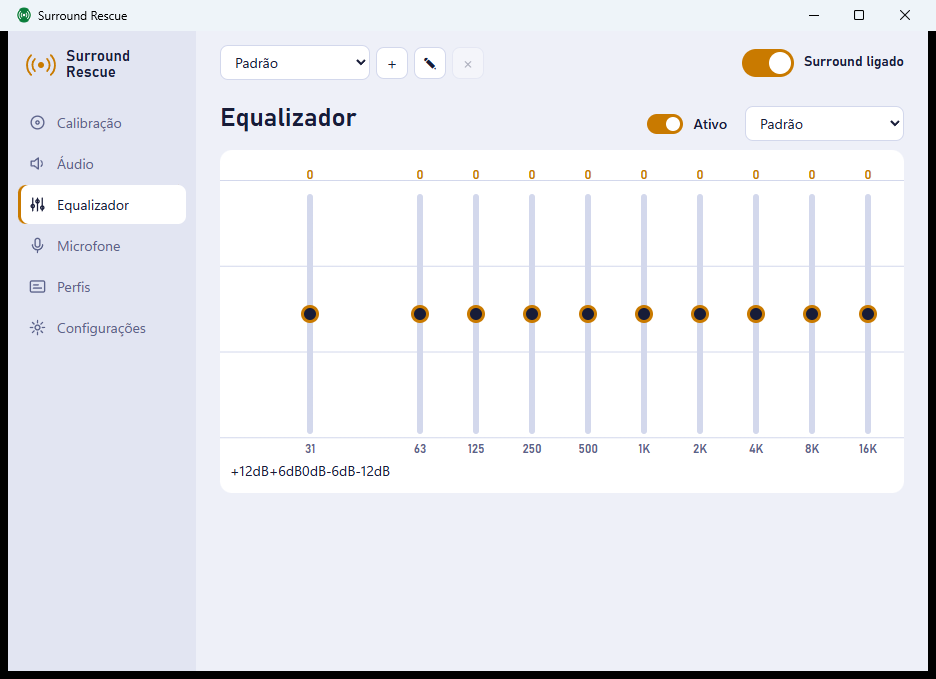 Surround Rescue
Surround
Rescue
Padrão
+
×
Surround ligado
Calibração
Áudio
Equalizador
Microfone
Perfis
Configurações
Equalizador
Ativo
Padrão
0 0 0 0 0 0 0 0 0 0
31 63 125 250 500 1K 2K 4K 8K 16K
+12dB+6dB0dB-6dB-12dB